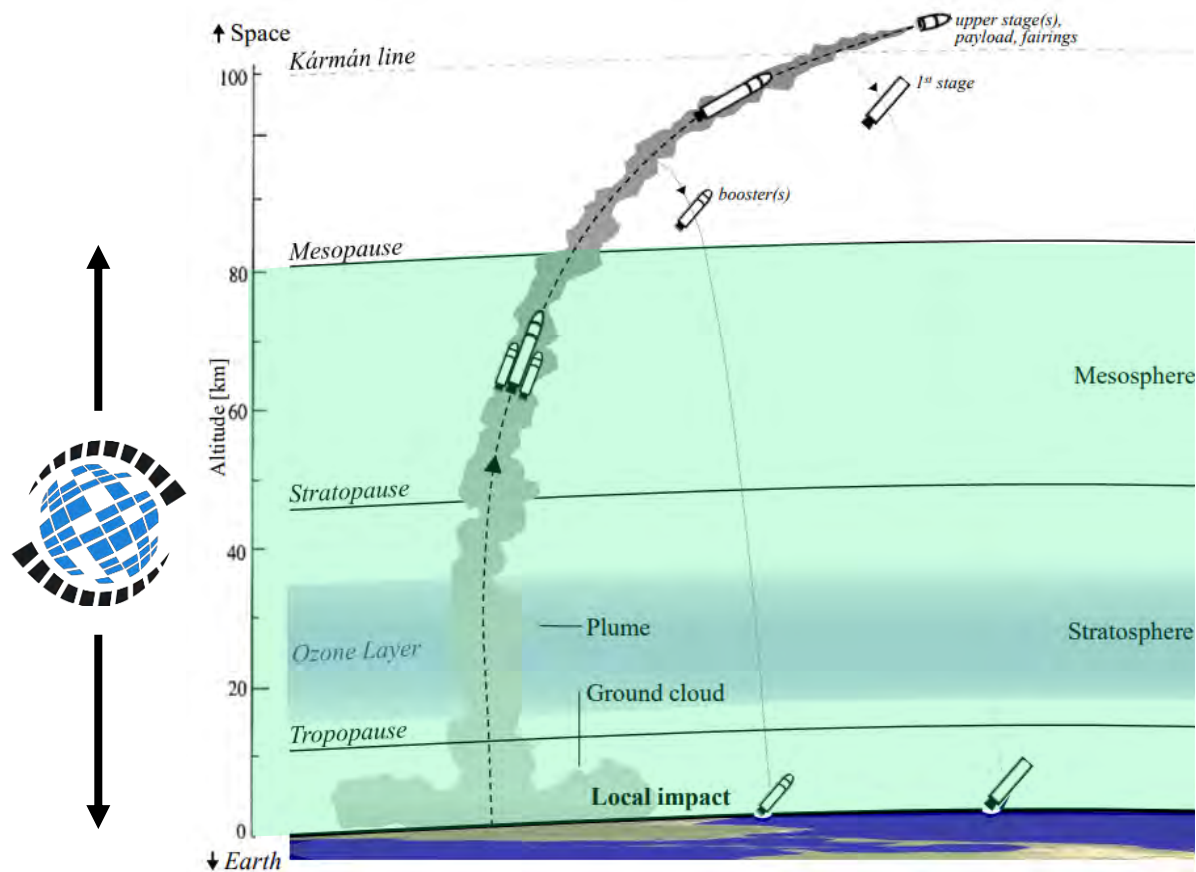 ↑ Space
upper stage(s),
payload, fairings
Kármán line
100
1st stage
booster(s)
Mesopause
80
Mesosphere
Altitude [km]
60
Stratopause
40
Plume
Stratosphere
Ozone Layer
20
Ground cloud
Tropopause
Local impact
0
↓ Earth